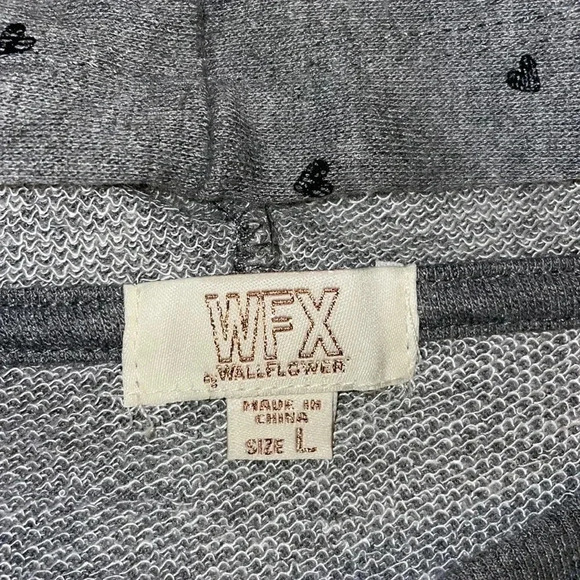 WFX
by WALLFLOWER
MADE IN
CHINA
SIZE L